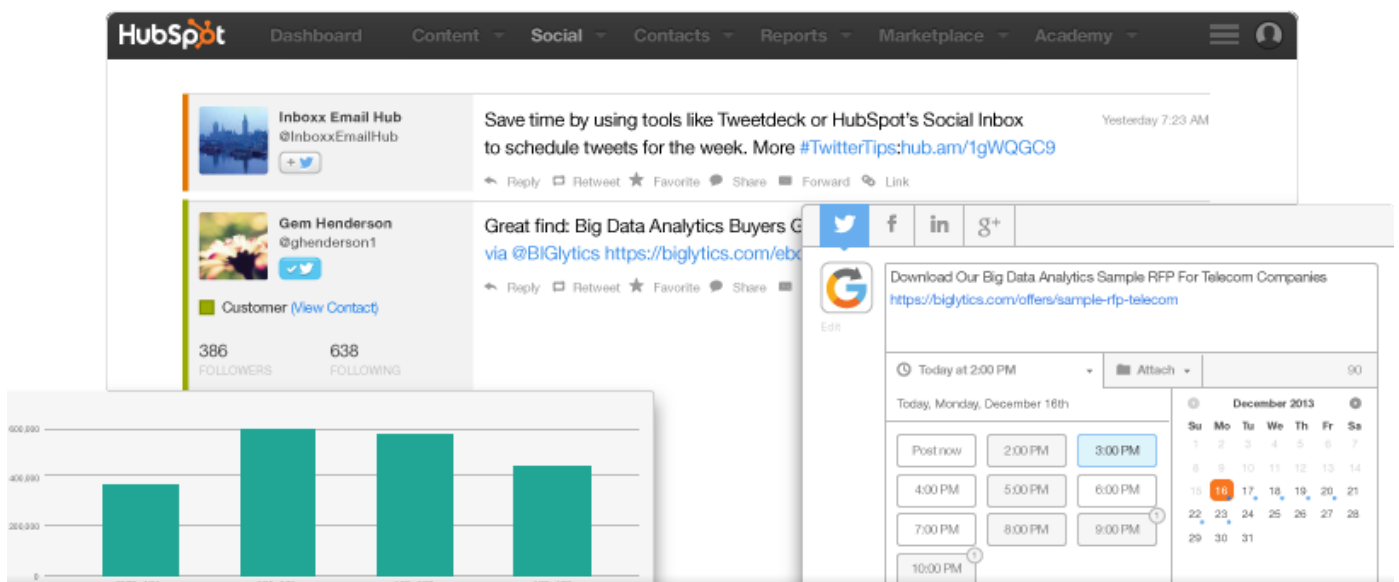 HubSpot Dashboard Content Social Contacts Reports Marketplace Academy
Inboxx Email Hub
@InboxxEmailHub
Save time by using tools like Tweetdeck or HubSpot's Social Inbox
to schedule tweets for the week. More #TwitterTips:hub.am/1gWQGC9
Yesterday 7:23 AM
Reply Retweet Favorite Share Forward Link
Gem Henderson
@ghenderson1
Great find: Big Data Analytics Buyers G
via @BIGlytics https://biglytics.com/ebo
Reply Retweet Favorite Share
Customer (View Contact)
386 638
FOLLOWERS FOLLOWING
f in g+
Edit
Download Our Big Data Analytics Sample RFP For Telecom Companies
https://biglytics.com/offers/sample-rfp-telecom
Today at 2:00 PM Attach 90
Today, Monday, December 16th
Post now 2:00 PM 3:00 PM
4:00 PM 5:00 PM 6:00 PM
7:00 PM 8:00 PM 9:00 PM 1
10:00 PM 1
December 2013
Su Mo Tu We Th Fr Sa
1 2 3 4 5 6 7
8 9 10 11 12 13 14
15 16 17 18 19 20 21
22 23 24 25 26 27 28
29 30 31
600,000
400,000
200,000
0